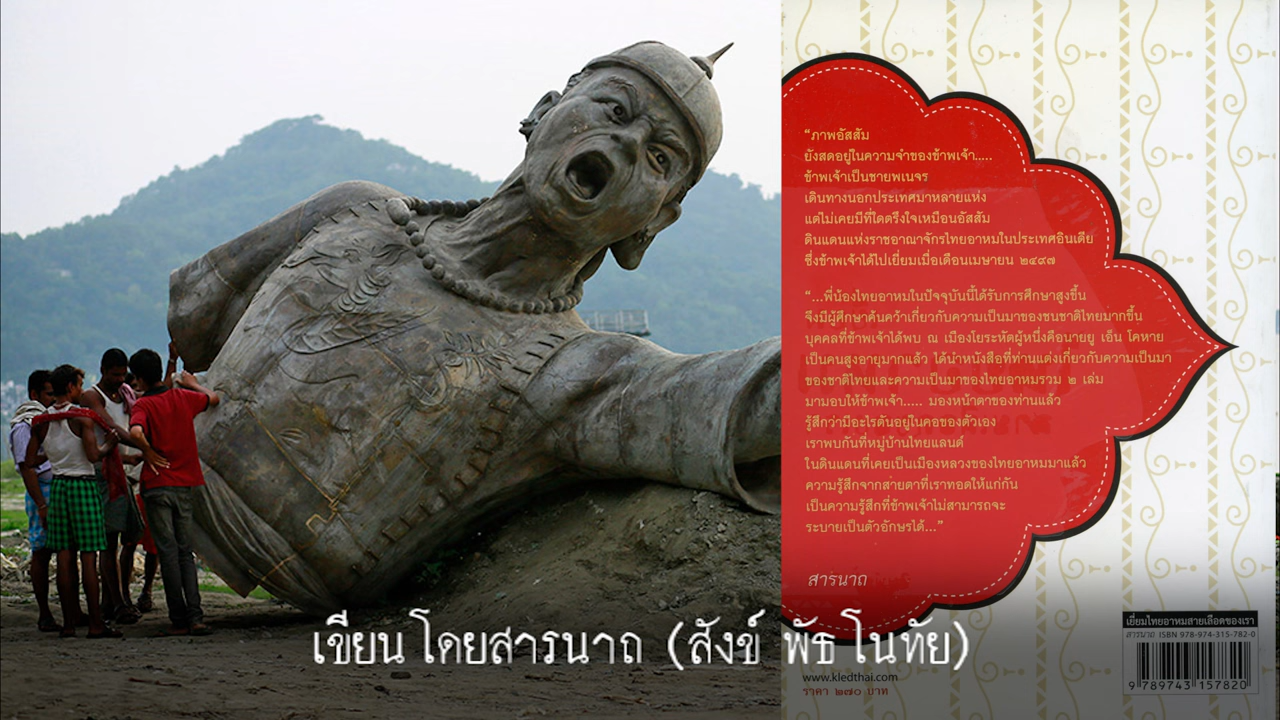 “ภาพอัสสัม
ยังสดอยู่ในความจำของข้าพเจ้า.....
ข้าพเจ้าเป็นชายพเนจร
เดินทางนอกประเทศมาหลายแห่ง
แต่ไม่เคยมีที่ใดตรึงใจเหมือนอัสสัม
ดินแดนแห่งราชอาณาจักรไทยอาหมในประเทศอินเดีย
ซึ่งข้าพเจ้าได้ไปเยี่ยมเมื่อเดือนเมษายน ๒๔๙๗
“...พี่น้องไทยอาหมในปัจจุบันนี้ได้รับการศึกษาสูงขึ้น
จึงมีผู้ศึกษาค้นคว้าเกี่ยวกับความเป็นมาของชนชาติไทยมากขึ้น
บุคคลที่ข้าพเจ้าได้พบ ณ เมืองโยระหัดผู้หนึ่งคือนายยู เอ็น โคหาย
เป็นคนสูงอายุมากแล้ว ได้นำหนังสือที่ท่านแต่งเกี่ยวกับความเป็นมา
ของชาติไทยและความเป็นมาของไทยอาหมรวม ๒ เล่ม
มามอบให้ข้าพเจ้า..... มองหน้าตาของท่านแล้ว
รู้สึกว่ามีอะไรตันอยู่ในคอของตัวเอง
เราพบกันที่หมู่บ้านไทยแลนด์
ในดินแดนที่เคยเป็นเมืองหลวงของไทยอาหมมาแล้ว
ความรู้สึกจากสายตาที่เราทอดให้แก่กัน
เป็นความรู้สึกที่ข้าพเจ้าไม่สามารถจะ
ระบายเป็นตัวอักษรได้...”
สารนาถ
เขียนโดยสารนาถ (สังข์ พัธโนทัย)
เยี่ยมไทยอาหมสายเลือดของเรา
สารนาถ ISBN 978-974-315-782-0
9 789743 157820
www.kledthai.com
ราคา ๒๗๐ บาท